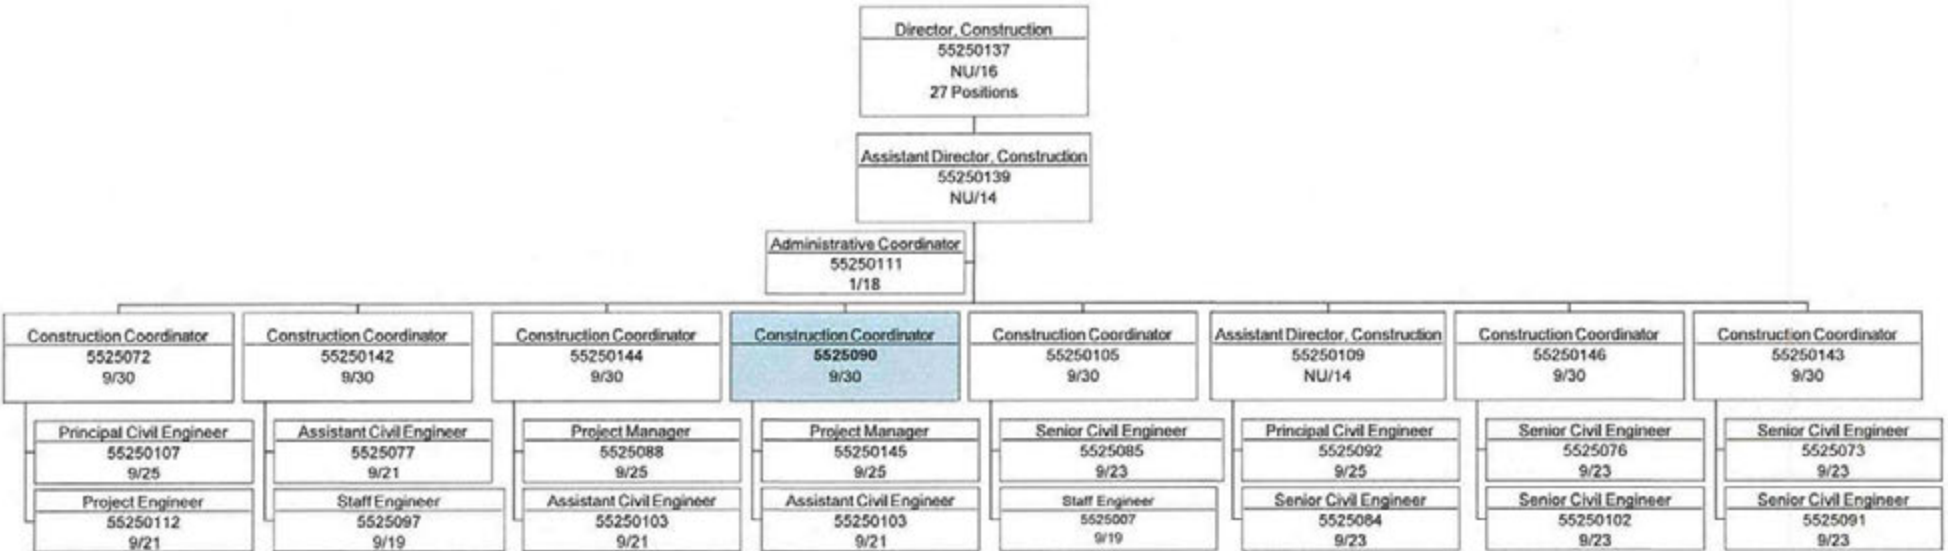 Director, Construction
55250137
NU/16
27 Positions
Assistant Director, Construction
55250139
NU/14
Administrative Coordinator
55250111
1/18
Construction Coordinator
5525072
9/30
Construction Coordinator
55250142
9/30
Construction Coordinator
55250144
9/30
Construction Coordinator
5525090
9/30
Construction Coordinator
55250105
9/30
Assistant Director, Construction
55250109
NU/14
Construction Coordinator
55250146
9/30
Construction Coordinator
55250143
9/30
Principal Civil Engineer
55250107
9/25
Assistant Civil Engineer
5525077
9/21
Project Manager
5525088
9/25
Project Manager
55250145
9/25
Senior Civil Engineer
5525085
9/23
Principal Civil Engineer
5525092
9/25
Senior Civil Engineer
5525076
9/23
Senior Civil Engineer
5525073
9/23
Project Engineer
55250112
9/21
Staff Engineer
5525097
9/19
Assistant Civil Engineer
55250103
9/21
Assistant Civil Engineer
55250103
9/21
Staff Engineer
5525007
9/19
Senior Civil Engineer
5525084
9/23
Senior Civil Engineer
55250102
9/23
Senior Civil Engineer
5525091
9/23